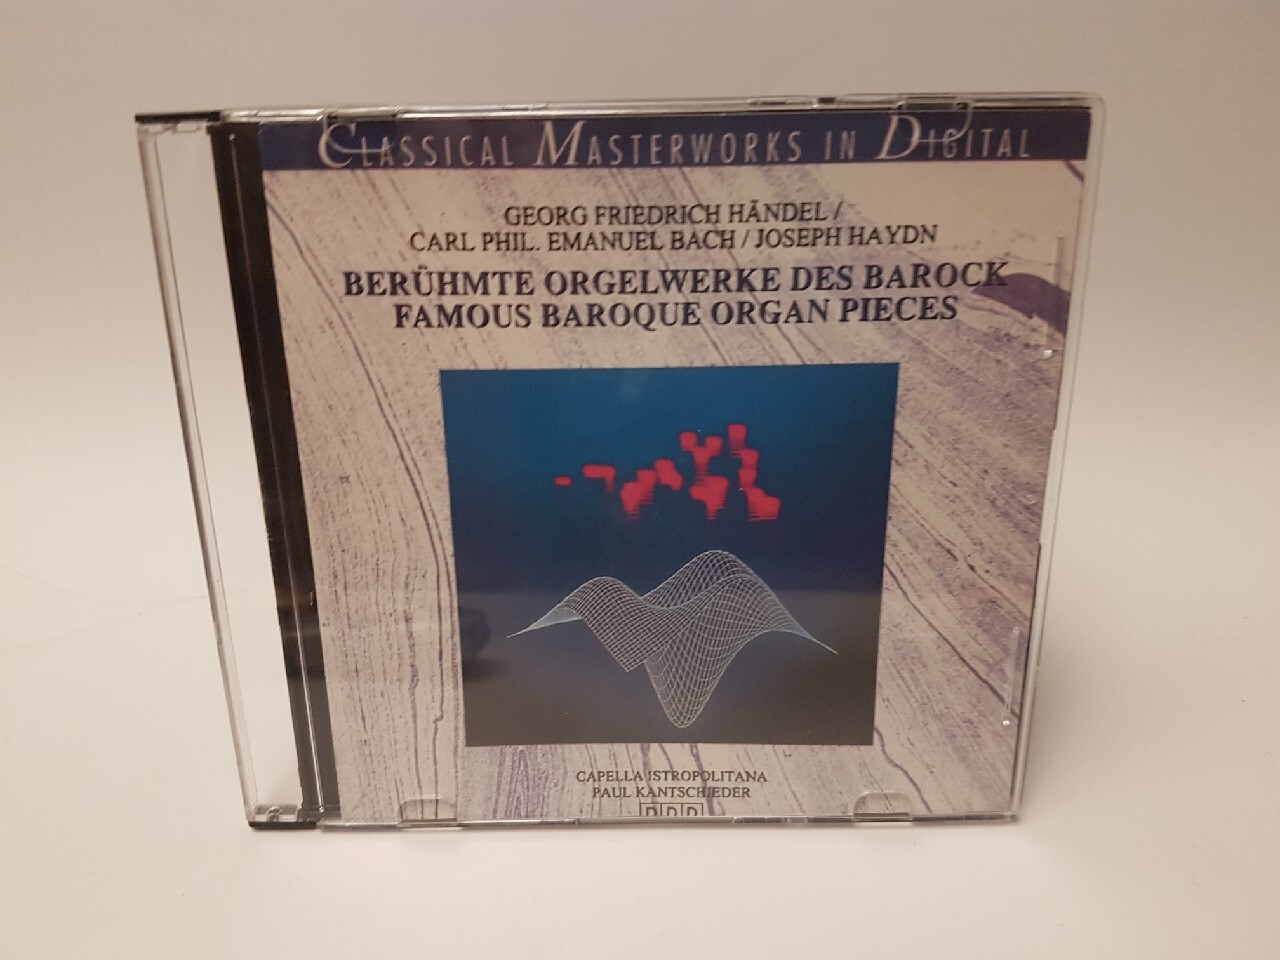 CLASSICAL MASTERWORKS IN DIGITAL
GEORG FRIEDRICH HÄNDEL /
CARL PHIL. EMANUEL BACH / JOSEPH HAYDN
BERÜHMTE ORGELWERKE DES BAROCK
FAMOUS BAROQUE ORGAN PIECES
CAPELLA ISTROPOLITANA
PAUL KANTSCHIEDER
DDD